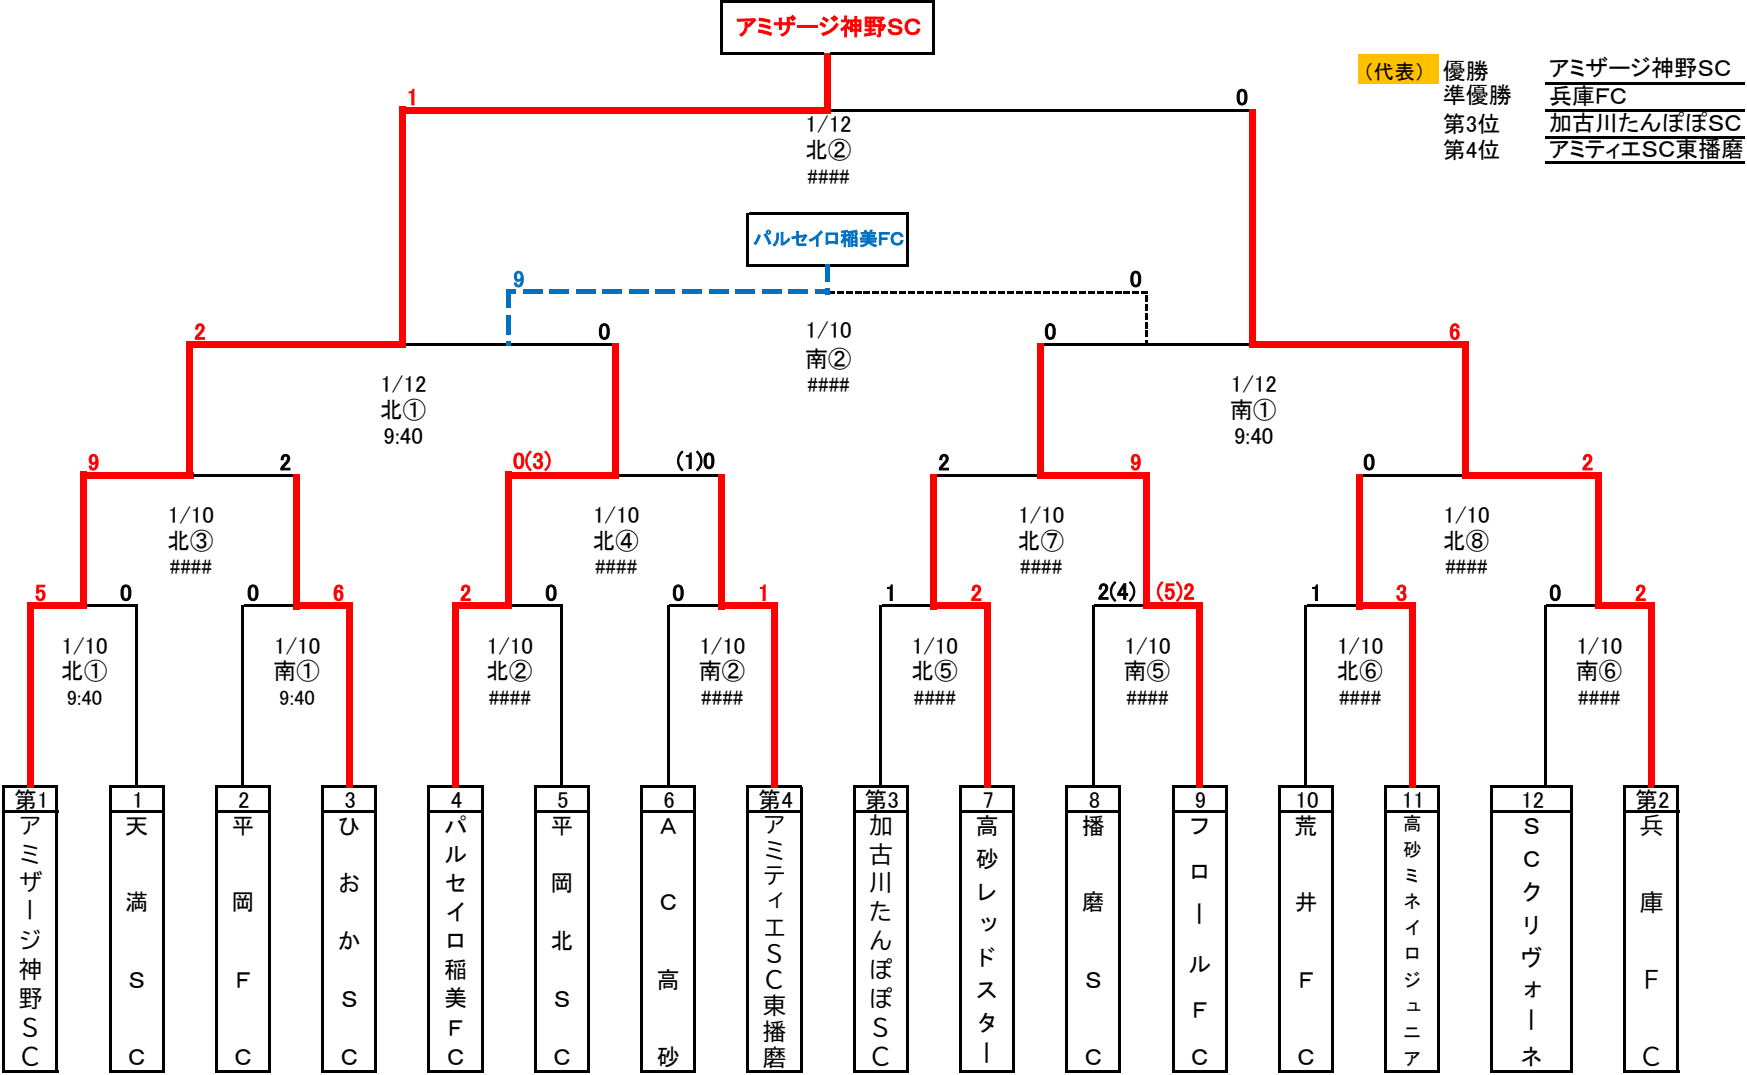 アミザージ神野SC
(代表) 優勝 アミザージ神野SC
準優勝 兵庫FC
第3位 加古川たんぽぽSC
第4位 アミティエSC東播磨
1 0
1/12
北②
####
パルセイロ稲美FC
9 0
1/10
南②
####
2 0 0 6
1/12 1/12
北① 南①
9:40 9:40
9 2 0(3) (1)0 2 9 0 2
1/10 1/10 1/10 1/10
北③ 北④ 北⑦ 北⑧
#### #### #### ####
5 0 0 6 2 0 0 1 1 2 2(4) (5)2 1 3 0 2
1/10 1/10 1/10 1/10 1/10 1/10 1/10 1/10
北① 南① 北② 南② 北⑤ 南⑤ 北⑥ 南⑥
9:40 9:40 #### #### #### #### #### ####
第1 1 2 3 4 5 6 第4 第3 7 8 9 10 11 12 第2
アミザージ神野SC
天満SC
平岡FC
ひおかSC
パルセイロ稲美FC
平岡北SC
AC高砂
アミティエSC東播磨
加古川たんぽぽSC
高砂レッドスター
播磨SC
フロールFC
荒井FC
高砂ミネイロジュニア
SCクリヴォーネ
兵庫FC